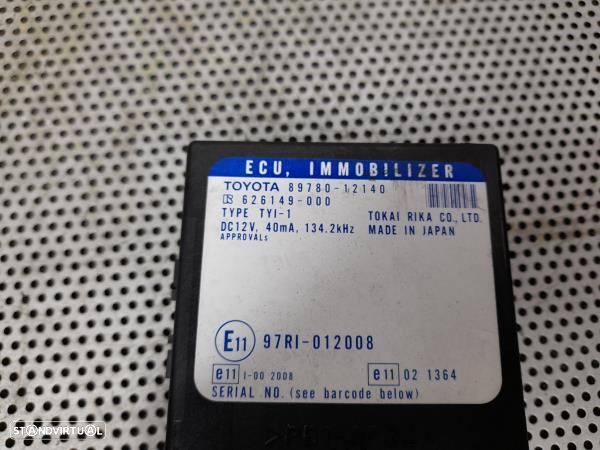 ECU, IMMOBILIZER
TOYOTA 89780-12140
626149-000
TYPE TYI-1 TOKAI RIKA CO., LTD.
DC12V, 40mA, 134.2kHz MADE IN JAPAN
APPROVALs
E11 97RI-012008
e11 1-00 2008 e11 02 1364
SERIAL NO. (see barcode below)
STANDVIRTUAL